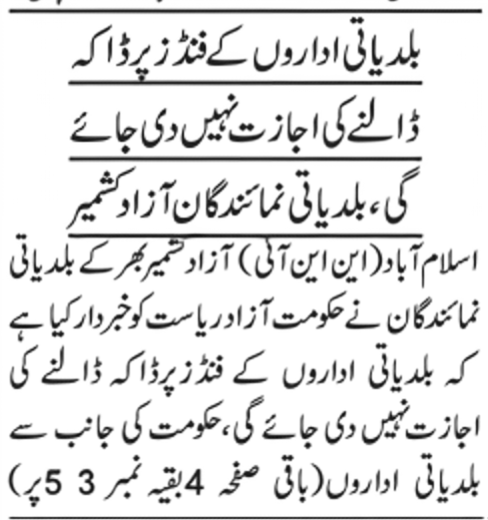 بلدیاتی اداروں کے فنڈز پر ڈاکہ
ڈالنے کی اجازت نہیں دی جائے
گی، بلدیاتی نمائندگان آزاد کشمیر
اسلام آباد (این این آئی) آزاد کشمیر بھر کے بلدیاتی
نمائندگان نے حکومت آزاد ریاست کو خبردار کیا ہے
کہ بلدیاتی اداروں کے فنڈز پر ڈاکہ ڈالنے کی
اجازت نہیں دی جائے گی، حکومت کی جانب سے
بلدیاتی اداروں (باقی صفحہ 4 بقیہ نمبر 3 5 پر)